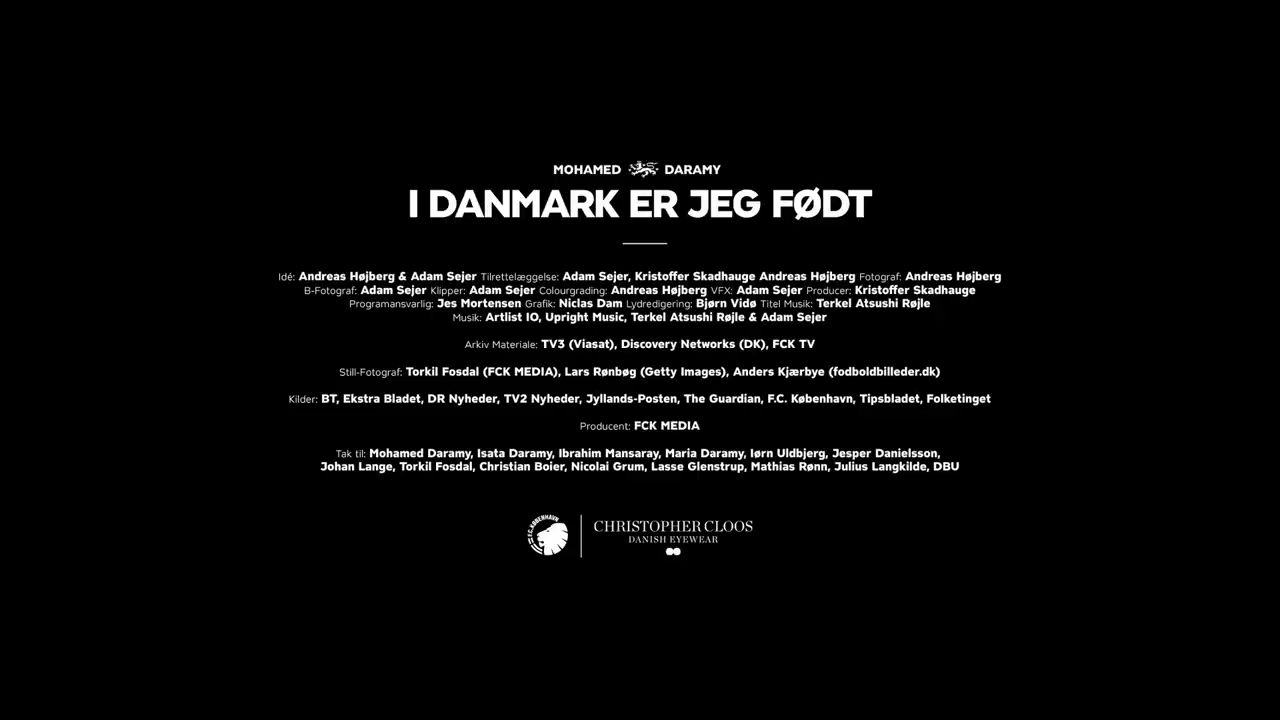 MOHAMED DARAMY
I DANMARK ER JEG FØDT
Idé: Andreas Højberg & Adam Sejer Tilrettelæggelse: Adam Sejer, Kristoffer Skadhauge Andreas Højberg Fotograf: Andreas Højberg
B-Fotograf: Adam Sejer Klipper: Adam Sejer Colourgrading: Andreas Højberg VFX: Adam Sejer Producer: Kristoffer Skadhauge
Programansvarlig: Jes Mortensen Grafik: Niclas Dam Lydredigering: Bjørn Vidø Titel Musik: Terkel Atsushi Røjle
Musik: Artlist IO, Upright Music, Terkel Atsushi Røjle & Adam Sejer
Arkiv Materiale: TV3 (Viasat), Discovery Networks (DK), FCK TV
Still-Fotograf: Torkil Fosdal (FCK MEDIA), Lars Rønbøg (Getty Images), Anders Kjærbye (fodboldbilleder.dk)
Kilder: BT, Ekstra Bladet, DR Nyheder, TV2 Nyheder, Jyllands-Posten, The Guardian, F.C. København, Tipsbladet, Folketinget
Producent: FCK MEDIA
Tak til: Mohamed Daramy, Isata Daramy, Ibrahim Mansaray, Maria Daramy, Iørn Uldbjerg, Jesper Danielsson,
Johan Lange, Torkil Fosdal, Christian Boier, Nicolai Grum, Lasse Glenstrup, Mathias Rønn, Julius Langkilde, DBU
F.C. KØBENHAVN
CHRISTOPHER CLOOS
DANISH EYEWEAR